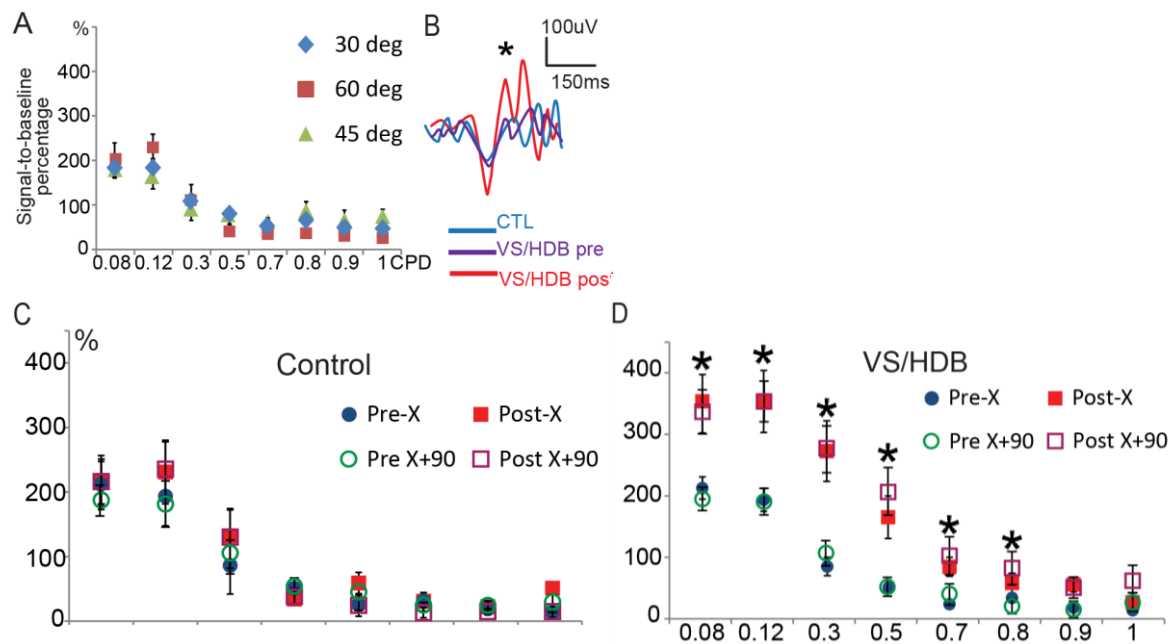 A
%
Signal-to-baseline
percentage
400
300
200
100
0
0.08 0.12 0.3 0.5 0.7 0.8 0.9 1 CPD
30 deg
60 deg
45 deg
B
*
100uV
150ms
CTL
VS/HDB pre
VS/HDB post
C
%
Control
400
300
200
100
0
Pre-X Post-X
Pre X+90 Post X+90
D
VS/HDB
400
300
200
100
0
* * * * * *
Pre-X Post-X
Pre X+90 Post X+90
0.08 0.12 0.3 0.5 0.7 0.8 0.9 1